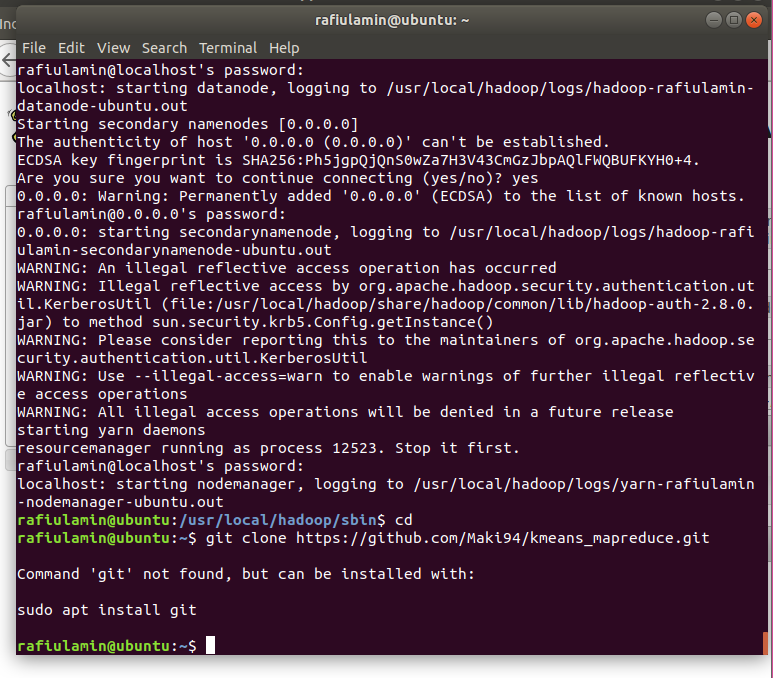 rafiulamin@ubuntu: ~
File Edit View Search Terminal Help
rafiulamin@localhost's password:
localhost: starting datanode, logging to /usr/local/hadoop/logs/hadoop-rafiulamin-
datanode-ubuntu.out
Starting secondary namenodes [0.0.0.0]
The authenticity of host '0.0.0.0 (0.0.0.0)' can't be established.
ECDSA key fingerprint is SHA256:Ph5jgpQjQnS0wZa7H3V43CmGzJbpAQlFWQBUFKYH0+4.
Are you sure you want to continue connecting (yes/no)? yes
0.0.0.0: Warning: Permanently added '0.0.0.0' (ECDSA) to the list of known hosts.
rafiulamin@0.0.0.0's password:
0.0.0.0: starting secondarynamenode, logging to /usr/local/hadoop/logs/hadoop-rafi
ulamin-secondarynamenode-ubuntu.out
WARNING: An illegal reflective access operation has occurred
WARNING: Illegal reflective access by org.apache.hadoop.security.authentication.ut
il.KerberosUtil (file:/usr/local/hadoop/share/hadoop/common/lib/hadoop-auth-2.8.0.
jar) to method sun.security.krb5.Config.getInstance()
WARNING: Please consider reporting this to the maintainers of org.apache.hadoop.se
curity.authentication.util.KerberosUtil
WARNING: Use --illegal-access=warn to enable warnings of further illegal reflectiv
e access operations
WARNING: All illegal access operations will be denied in a future release
starting yarn daemons
resourcemanager running as process 12523. Stop it first.
rafiulamin@localhost's password:
localhost: starting nodemanager, logging to /usr/local/hadoop/logs/yarn-rafiulamin
-nodemanager-ubuntu.out
rafiulamin@ubuntu:/usr/local/hadoop/sbin$ cd
rafiulamin@ubuntu:~$ git clone https://github.com/Maki94/kmeans_mapreduce.git
Command 'git' not found, but can be installed with:
sudo apt install git
rafiulamin@ubuntu:~$